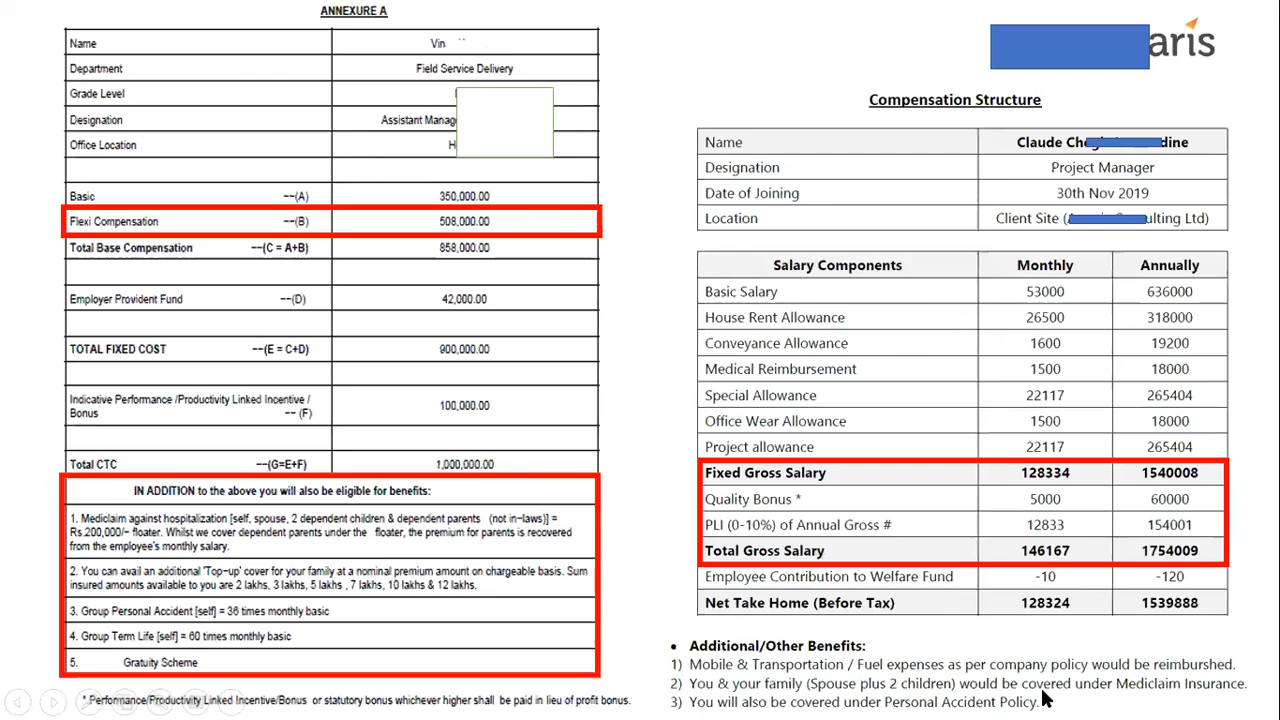 ANNEXURE A
Name Vin
Department Field Service Delivery
Grade Level
Designation Assistant Manag
Office Location H
Basic --(A) 350,000.00
Flexi Compensation --(B) 508,000.00
Total Base Compensation --(C = A+B) 858,000.00
Employer Provident Fund --(D) 42,000.00
TOTAL FIXED COST --(E = C+D) 900,000.00
Indicative Performance /Productivity Linked Incentive /
Bonus -- (F) 100,000.00
Total CTC --(G=E+F) 1,000,000.00
IN ADDITION to the above you will also be eligible for benefits:
1. Mediclaim against hospitalization [self, spouse, 2 dependent children & dependent parents (not in-laws)] =
Rs.200,000/- floater. Whilst we cover dependent parents under the floater, the premium for parents is recovered
from the employee's monthly salary.
2. You can avail an additional 'Top-up' cover for your family at a nominal premium amount on chargeable basis. Sum
insured amounts available to you are 2 lakhs, 3 lakhs, 5 lakhs , 7 lakhs, 10 lakhs & 12 lakhs.
3. Group Personal Accident [self] = 36 times monthly basic
4. Group Term Life [self] = 60 times monthly basic
5. Gratuity Scheme
* Performance/Productivity Linked Incentive/Bonus or statutory bonus whichever higher shall be paid in lieu of profit bonus.
aris
Compensation Structure
Name Claude dine
Designation Project Manager
Date of Joining 30th Nov 2019
Location Client Site ( ulting Ltd)
Salary Components Monthly Annually
Basic Salary 53000 636000
House Rent Allowance 26500 318000
Conveyance Allowance 1600 19200
Medical Reimbursement 1500 18000
Special Allowance 22117 265404
Office Wear Allowance 1500 18000
Project allowance 22117 265404
Fixed Gross Salary 128334 1540008
Quality Bonus * 5000 60000
PLI (0-10%) of Annual Gross # 12833 154001
Total Gross Salary 146167 1754009
Employee Contribution to Welfare Fund -10 -120
Net Take Home (Before Tax) 128324 1539888
• Additional/Other Benefits:
1) Mobile & Transportation / Fuel expenses as per company policy would be reimburshed.
2) You & your family (Spouse plus 2 children) would be covered under Mediclaim Insurance.
3) You will also be covered under Personal Accident Policy.